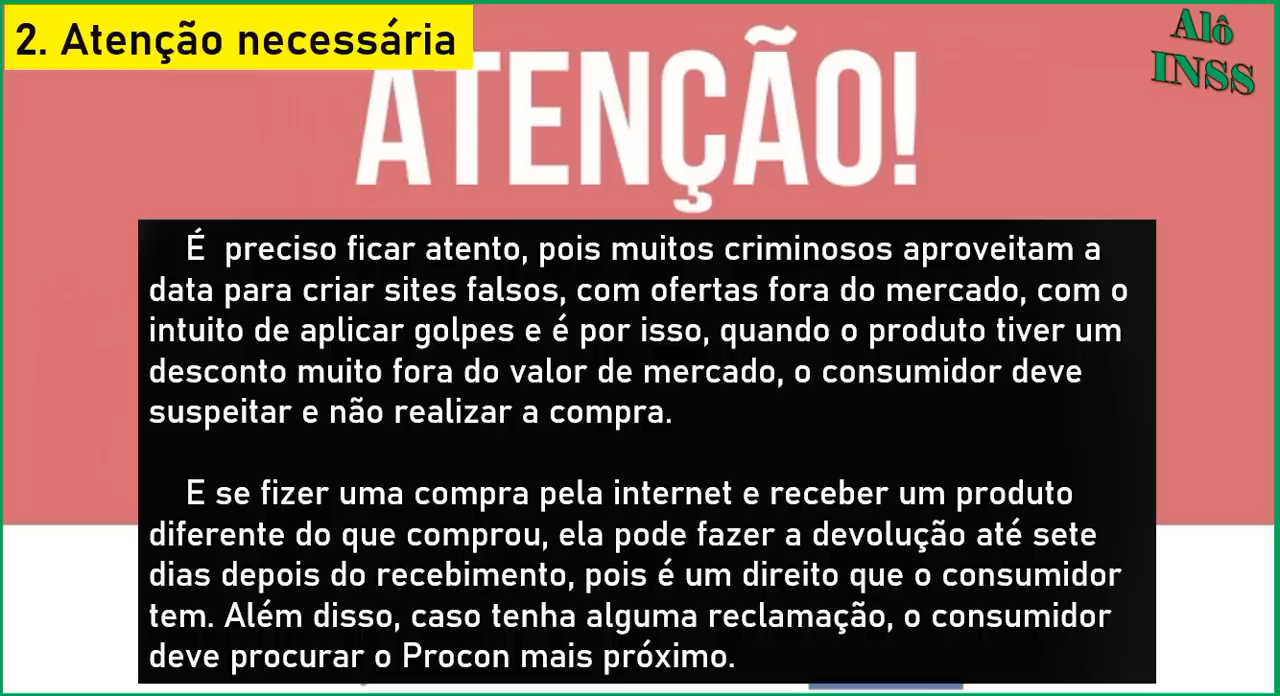 2. Atenção necessária
Alô
INSS
ATENÇÃO!
É preciso ficar atento, pois muitos criminosos aproveitam a
data para criar sites falsos, com ofertas fora do mercado, com o
intuito de aplicar golpes e é por isso, quando o produto tiver um
desconto muito fora do valor de mercado, o consumidor deve
suspeitar e não realizar a compra.
E se fizer uma compra pela internet e receber um produto
diferente do que comprou, ela pode fazer a devolução até sete
dias depois do recebimento, pois é um direito que o consumidor
tem. Além disso, caso tenha alguma reclamação, o consumidor
deve procurar o Procon mais próximo.